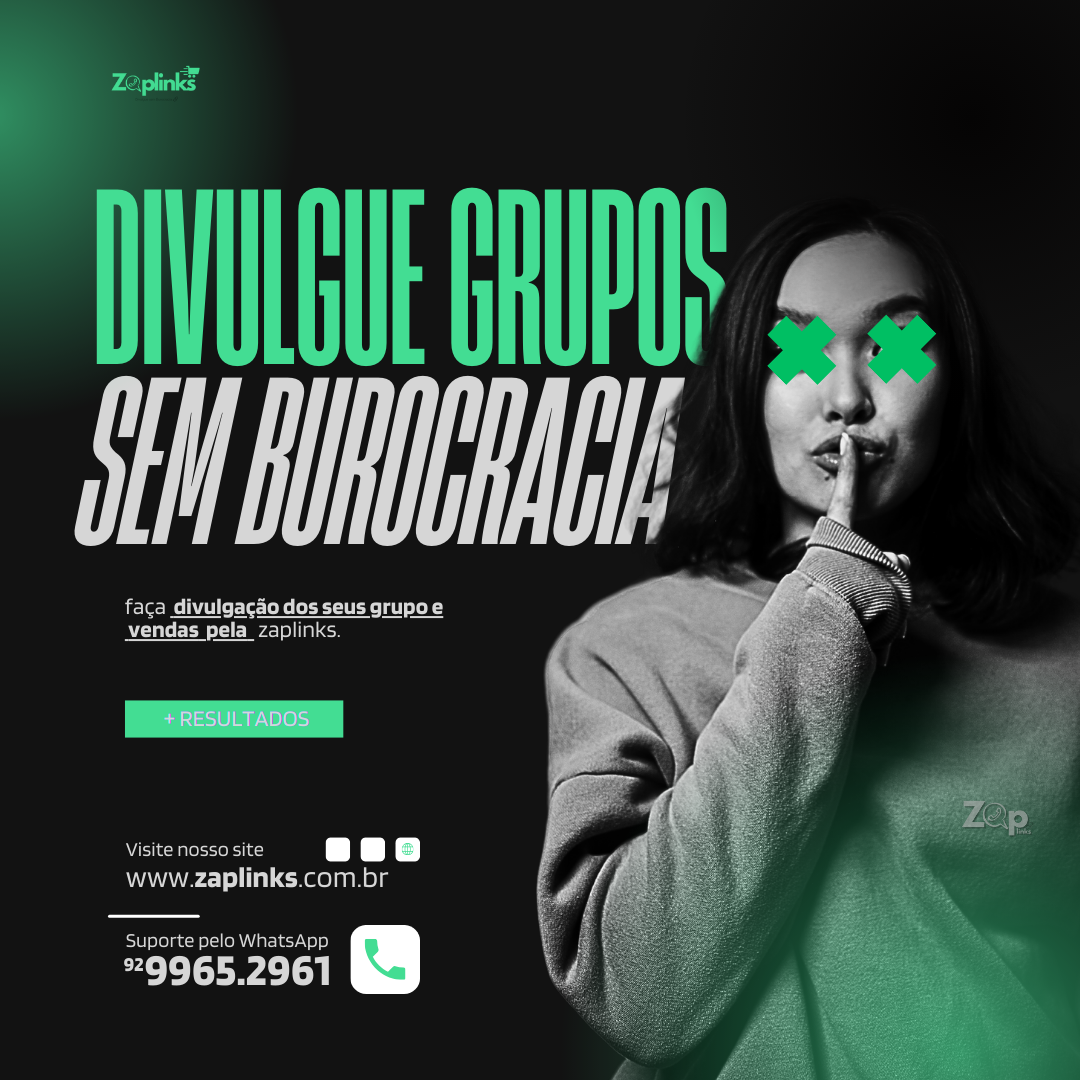 Zaplinks
DIVULGUE GRUPOS
SEM BUROCRACIA
faça divulgação dos seus grupo e
vendas pela zaplinks.
+ RESULTADOS
Visite nosso site
www.zaplinks.com.br
Suporte pelo WhatsApp
92 9965.2961
Zap
links